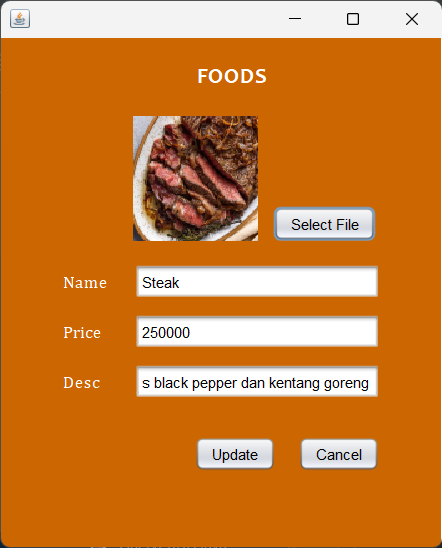 FOODS
Select File
Name Steak
Price 250000
Desc s black pepper dan kentang goreng
Update Cancel